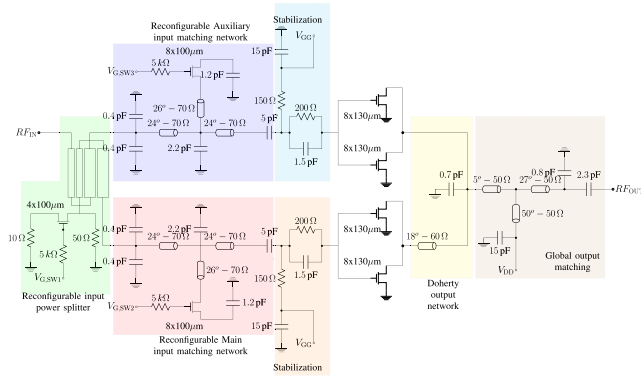 Reconfigurable Auxiliary
input matching network
Stabilization
8x100μm
15 pF
V_GG
V_G,SW3
5 kΩ
1.2 pF
26° − 70 Ω
150 Ω
200 Ω
0.4 pF
24° − 70 Ω
24° − 70 Ω
5 pF
8x130μm
RF_IN
0.4 pF
2.2 pF
1.5 pF
8x130μm
0.7 pF
5° − 50 Ω
27° − 50 Ω
0.8 pF
2.3 pF
RF_OUT
4x100μm
10 Ω
50 Ω
5 kΩ
V_G,SW1
Reconfigurable input
power splitter
0.4 pF
2.2 pF
24° − 70 Ω
24° − 70 Ω
5 pF
200 Ω
8x130μm
18° − 60 Ω
50° − 50 Ω
15 pF
V_DD
Global output
matching
0.4 pF
26° − 70 Ω
150 Ω
1.5 pF
8x130μm
V_G,SW2
5 kΩ
1.2 pF
15 pF
V_GG
8x100μm
Reconfigurable Main
input matching network
Stabilization
Doherty
output
network